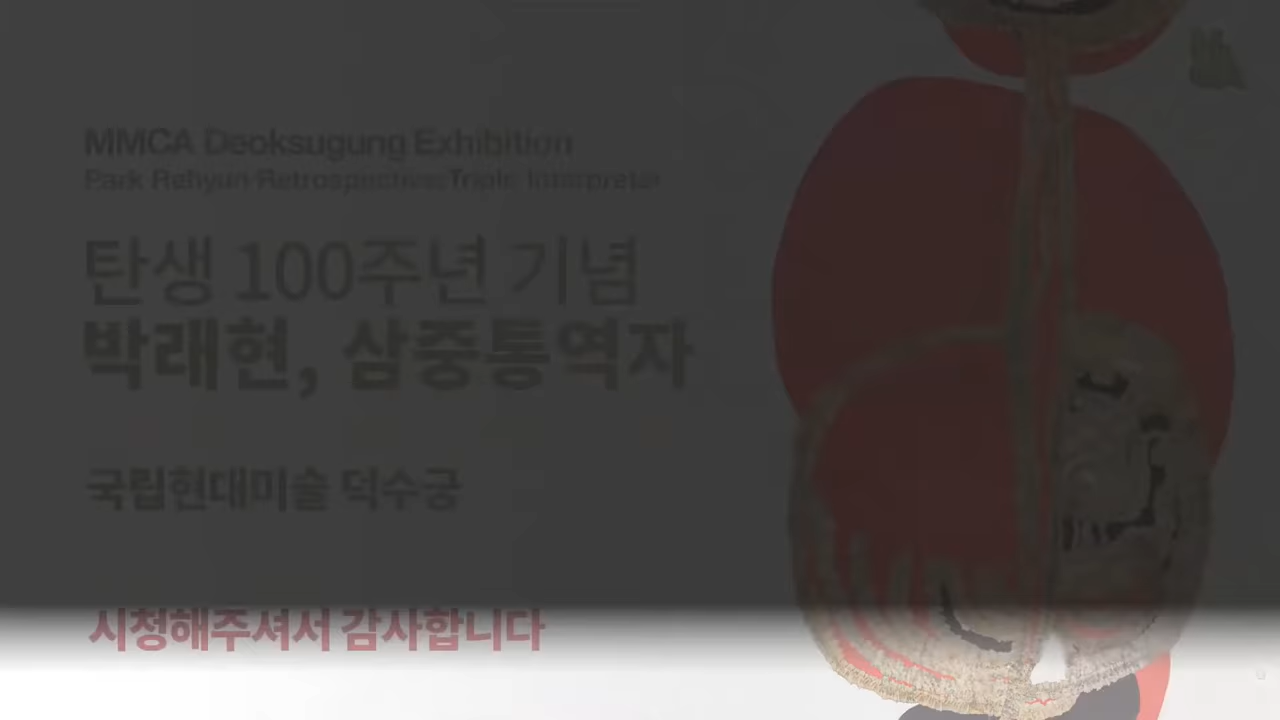 MMCA Deoksugung Exhibition
Park Rehyun Retrospective: Triple Interpreter
탄생 100주년 기념
박래현, 삼중통역자
국립현대미술 덕수궁
시청해주셔서 감사합니다